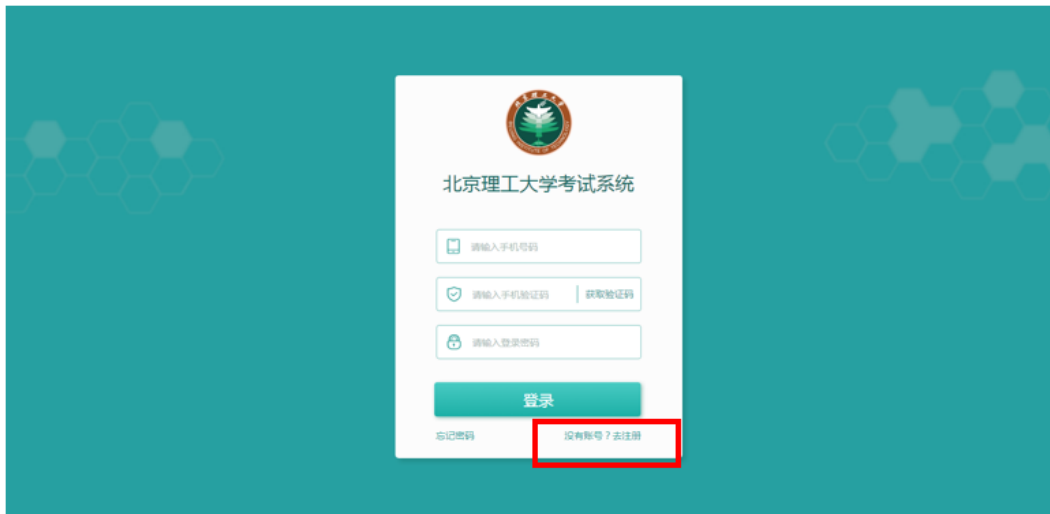 北京理工大学考试系统
请输入手机号码
请输入手机验证码 获取验证码
请输入登录密码
登录
忘记密码 没有账号？去注册